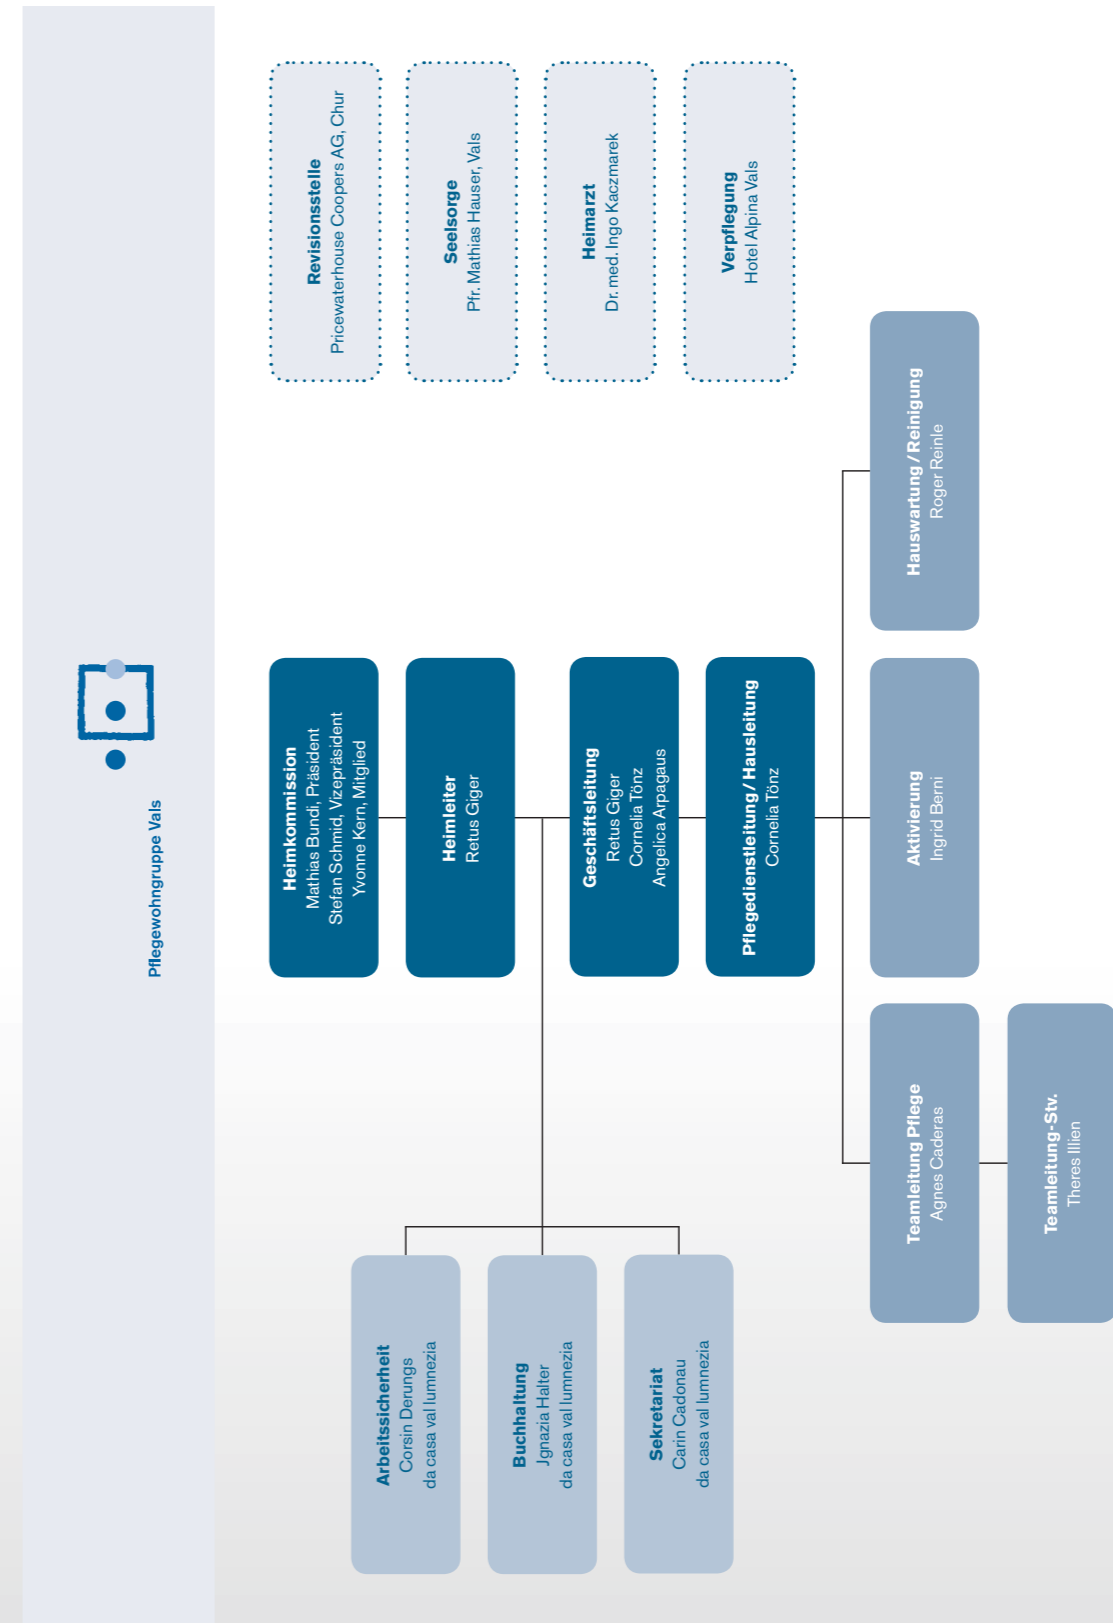 Pflegewohngruppe Vals
Heimkommission
Mathias Bundi, Präsident
Stefan Schmid, Vizepräsident
Yvonne Kern, Mitglied
Revisionsstelle
Pricewaterhouse Coopers AG, Chur
Heimleiter
Retus Giger
Seelsorge
Pfr. Mathias Hauser, Vals
Arbeitssicherheit
Corsin Derungs
da casa val lumnezia
Buchhaltung
Jgnazia Halter
da casa val lumnezia
Sekretariat
Carin Cadonau
da casa val lumnezia
Geschäftsleitung
Retus Giger
Cornelia Tönz
Angelica Arpagaus
Heimarzt
Dr. med. Ingo Kaczmarek
Pflegedienstleitung / Hausleitung
Cornelia Tönz
Verpflegung
Hotel Alpina Vals
Teamleitung Pflege
Agnes Caderas
Aktivierung
Ingrid Berni
Hauswartung / Reinigung
Roger Reinle
Teamleitung-Stv.
Theres Illien